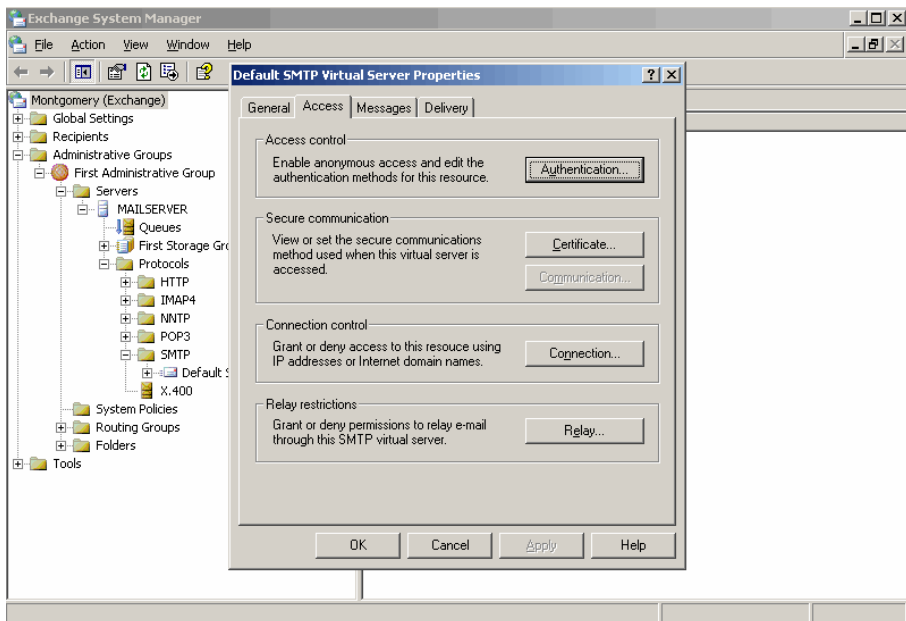 Exchange System Manager
File Action View Window Help
Default SMTP Virtual Server Properties
General Access Messages Delivery
Montgomery (Exchange)
Global Settings
Recipients
Administrative Groups
First Administrative Group
Servers
MAILSERVER
Queues
First Storage Gro
Protocols
HTTP
IMAP4
NNTP
POP3
SMTP
Default S
X.400
System Policies
Routing Groups
Folders
Tools
Access control
Enable anonymous access and edit the
authentication methods for this resource.
Authentication...
Secure communication
View or set the secure communications
method used when this virtual server is
accessed.
Certificate...
Communication...
Connection control
Grant or deny access to this resouce using
IP addresses or Internet domain names.
Connection...
Relay restrictions
Grant or deny permissions to relay e-mail
through this SMTP virtual server.
Relay...
OK Cancel Apply Help